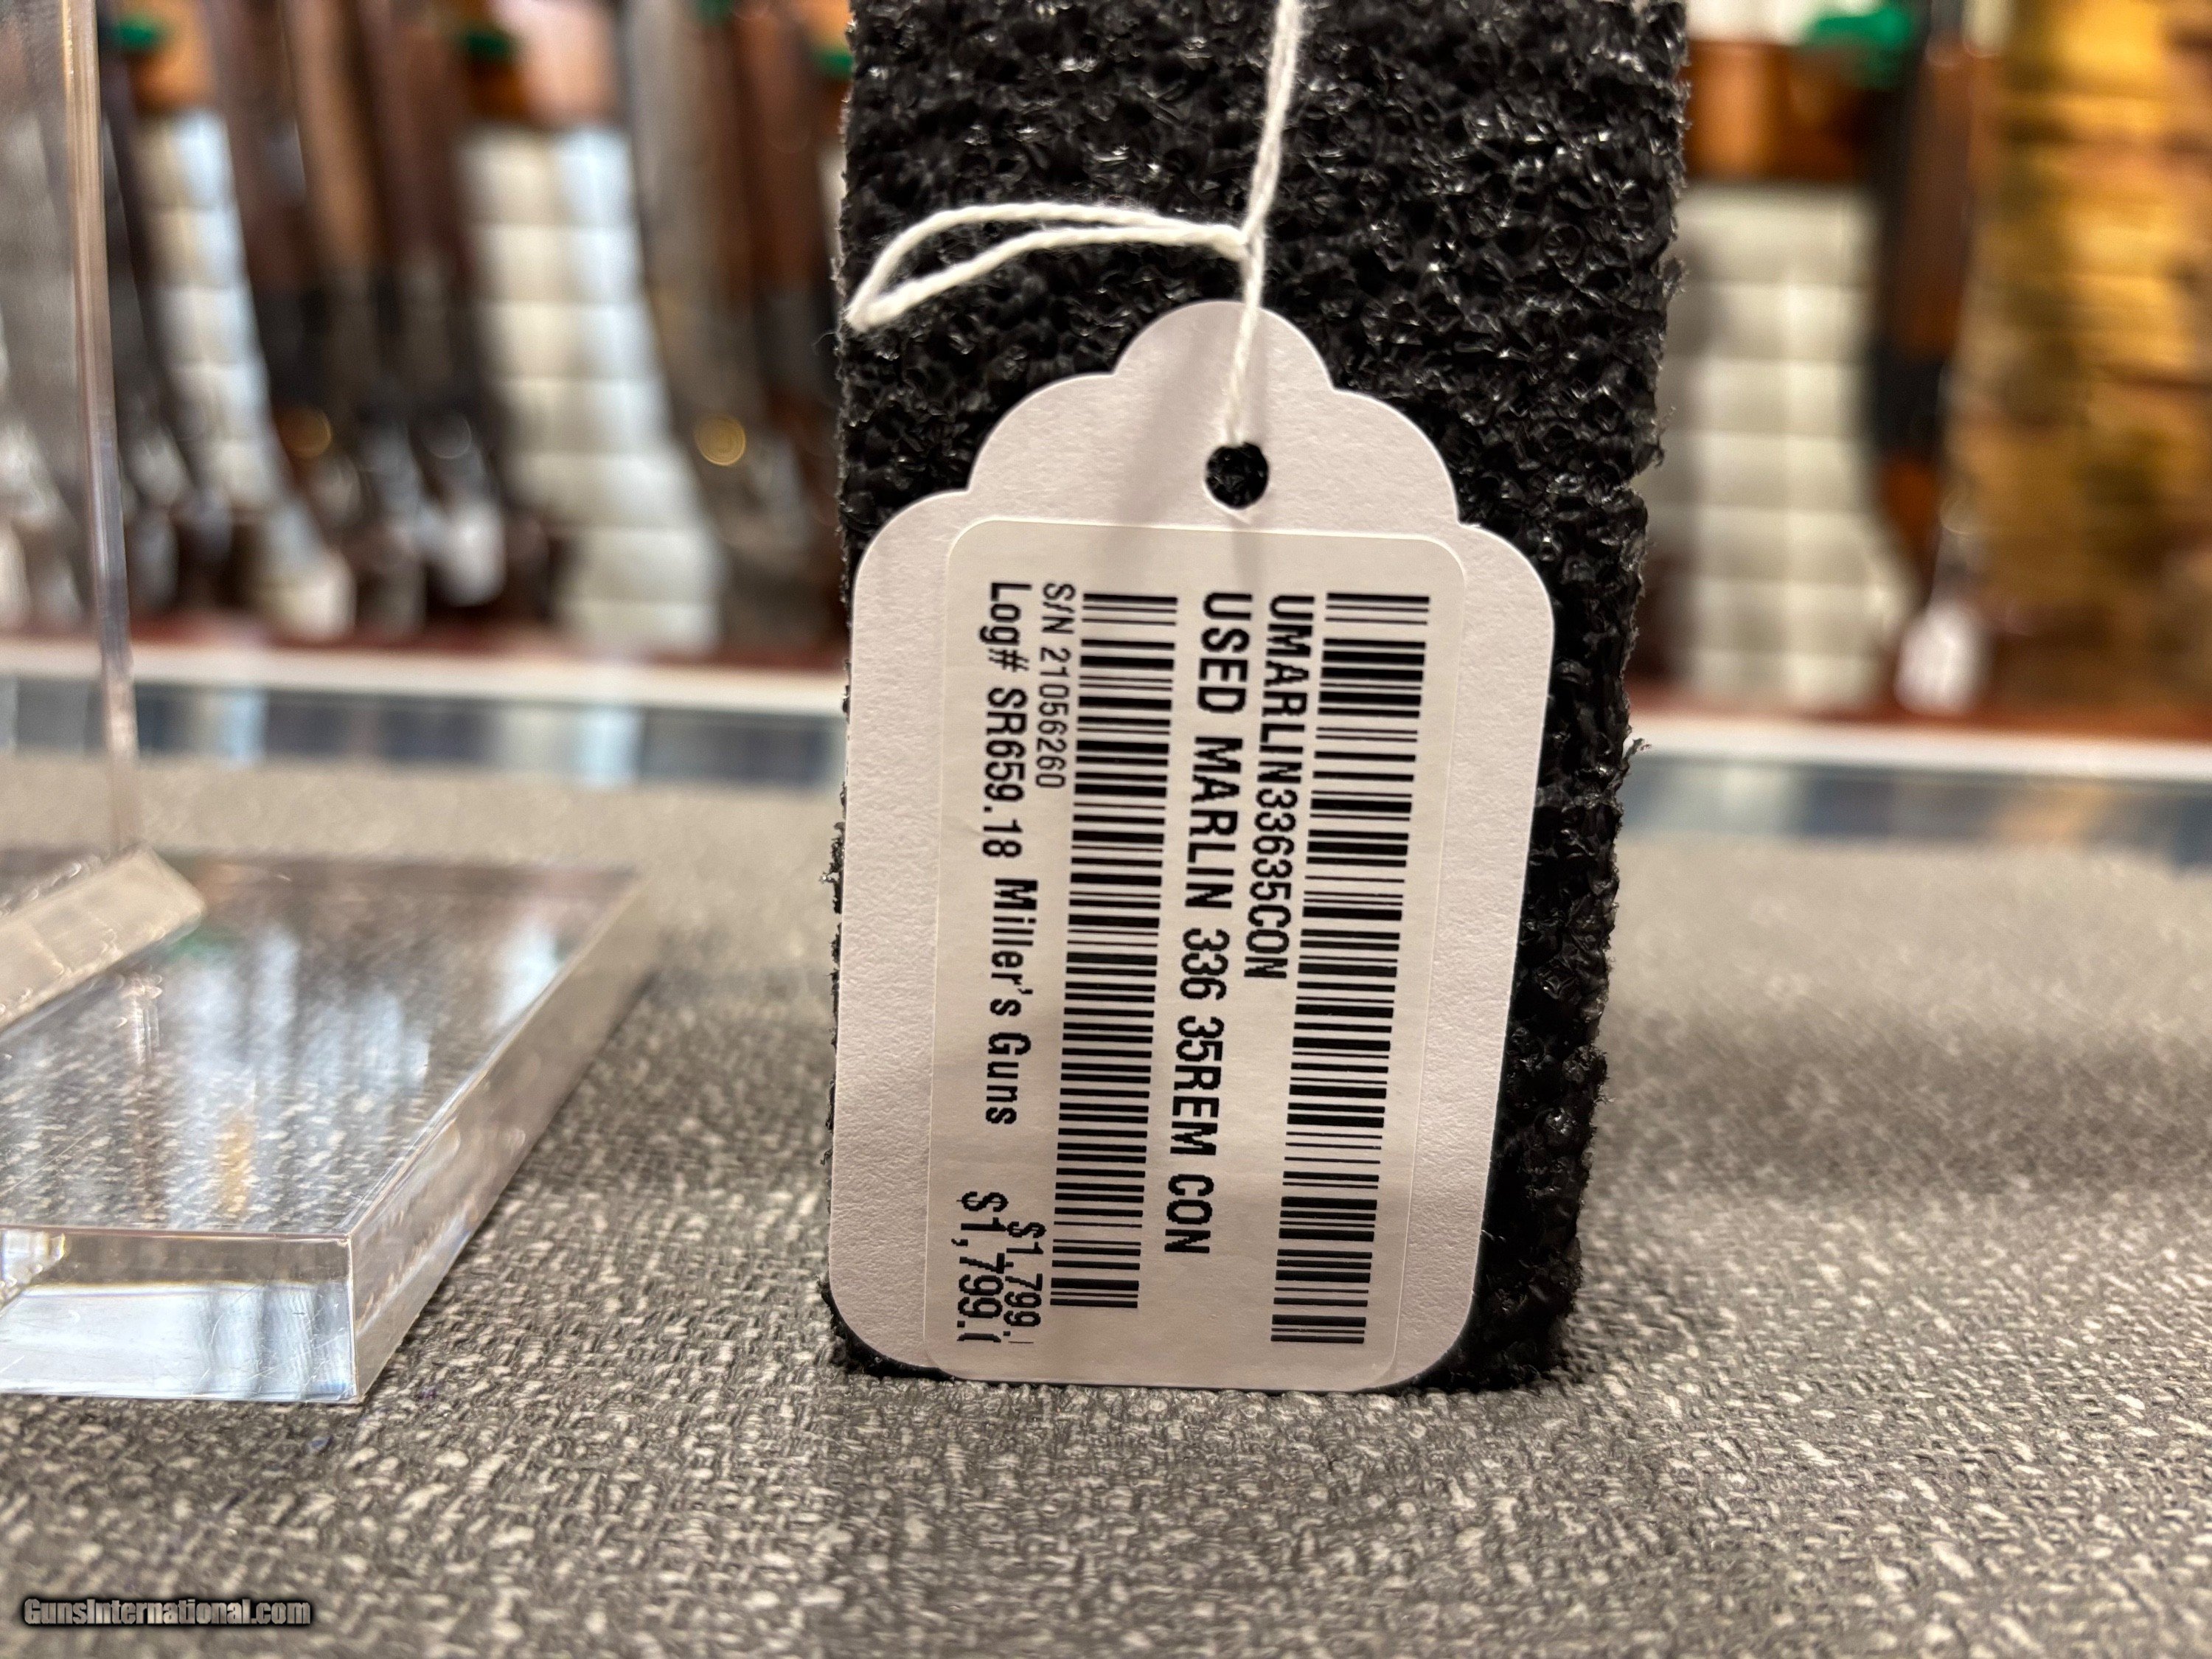 UMARLIN33635CON
USED MARLIN 336 35REM CON
S/N 21056260
$1,799.
Log# SR659.18 Miller's Guns
$1,799.(
GunsInternational.com